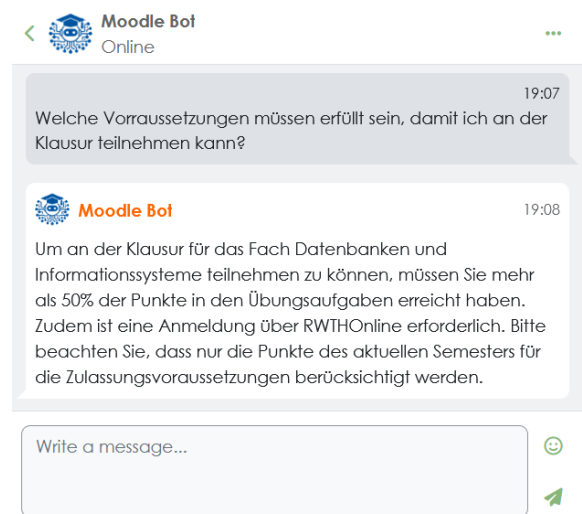 Moodle Bot
Online
19:07
Welche Vorraussetzungen müssen erfüllt sein, damit ich an der
Klausur teilnehmen kann?
Moodle Bot 19:08
Um an der Klausur für das Fach Datenbanken und
Informationssysteme teilnehmen zu können, müssen Sie mehr
als 50% der Punkte in den Übungsaufgaben erreicht haben.
Zudem ist eine Anmeldung über RWTHOnline erforderlich. Bitte
beachten Sie, dass nur die Punkte des aktuellen Semesters für
die Zulassungsvoraussetzungen berücksichtigt werden.
Write a message...